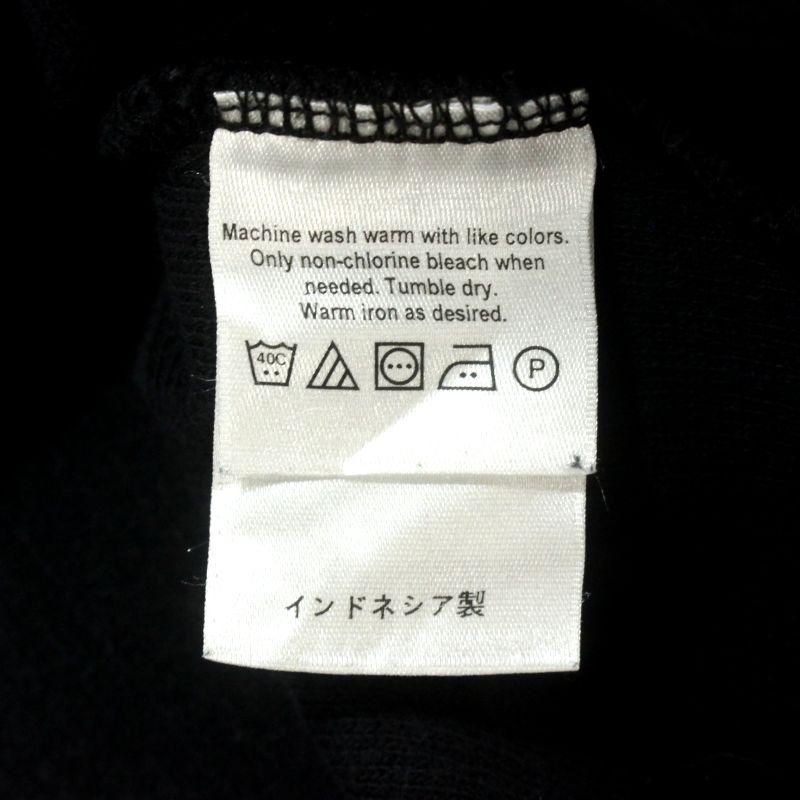 Machine wash warm with like colors.
Only non-chlorine bleach when
needed. Tumble dry.
Warm iron as desired.
40C P
インドネシア製